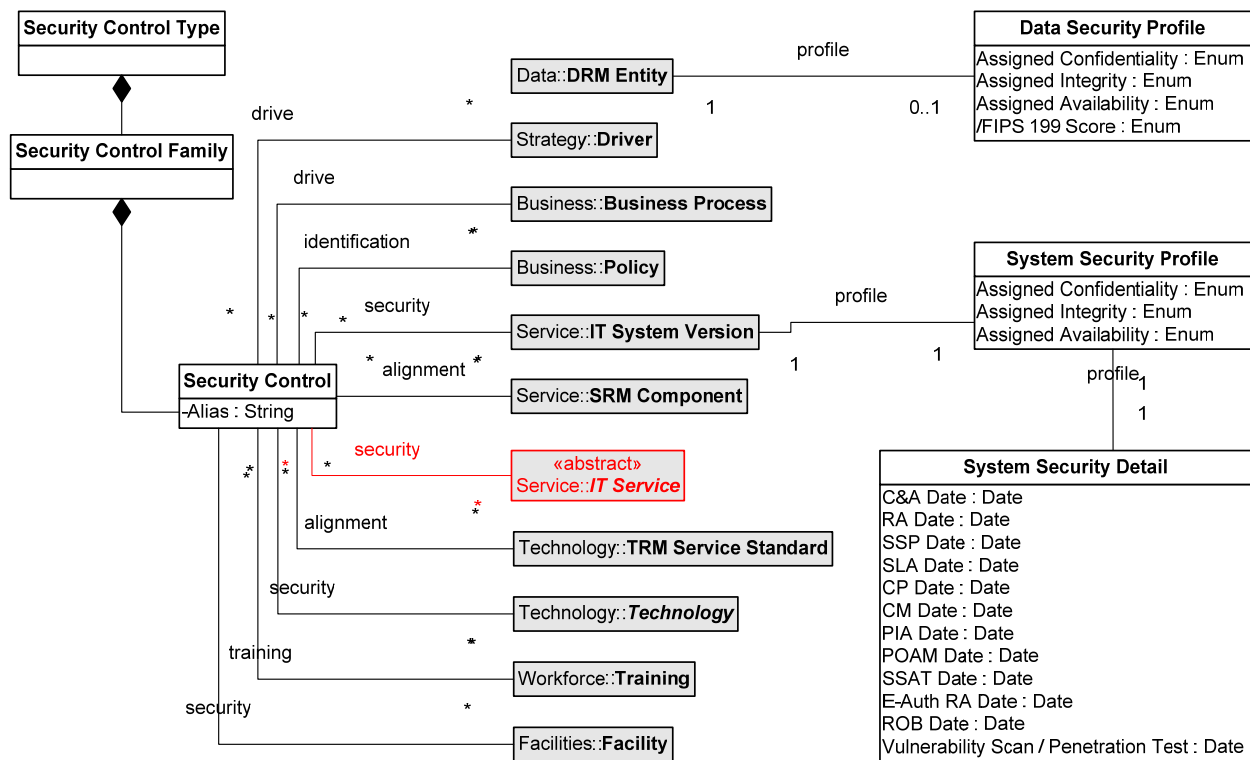 Security Control Type
Data Security Profile
Assigned Confidentiality : Enum
Assigned Integrity : Enum
Assigned Availability : Enum
/FIPS 199 Score : Enum
profile
1
0..1
Data::DRM Entity
*
drive
Strategy::Driver
Security Control Family
drive
Business::Business Process
**
identification
Business::Policy
System Security Profile
Assigned Confidentiality : Enum
Assigned Integrity : Enum
Assigned Availability : Enum
profile
1
1
security
* * * *
Service::IT System Version
* alignment **
Service::SRM Component
Security Control
-Alias : String
profile 1
1
security
«abstract»
Service::IT Service
** ** *
*
*
System Security Detail
C&A Date : Date
RA Date : Date
SSP Date : Date
SLA Date : Date
CP Date : Date
CM Date : Date
PIA Date : Date
POAM Date : Date
SSAT Date : Date
E-Auth RA Date : Date
ROB Date : Date
Vulnerability Scan / Penetration Test : Date
alignment
Technology::TRM Service Standard
security
Technology::Technology
**
training
Workforce::Training
*
security
Facilities::Facility